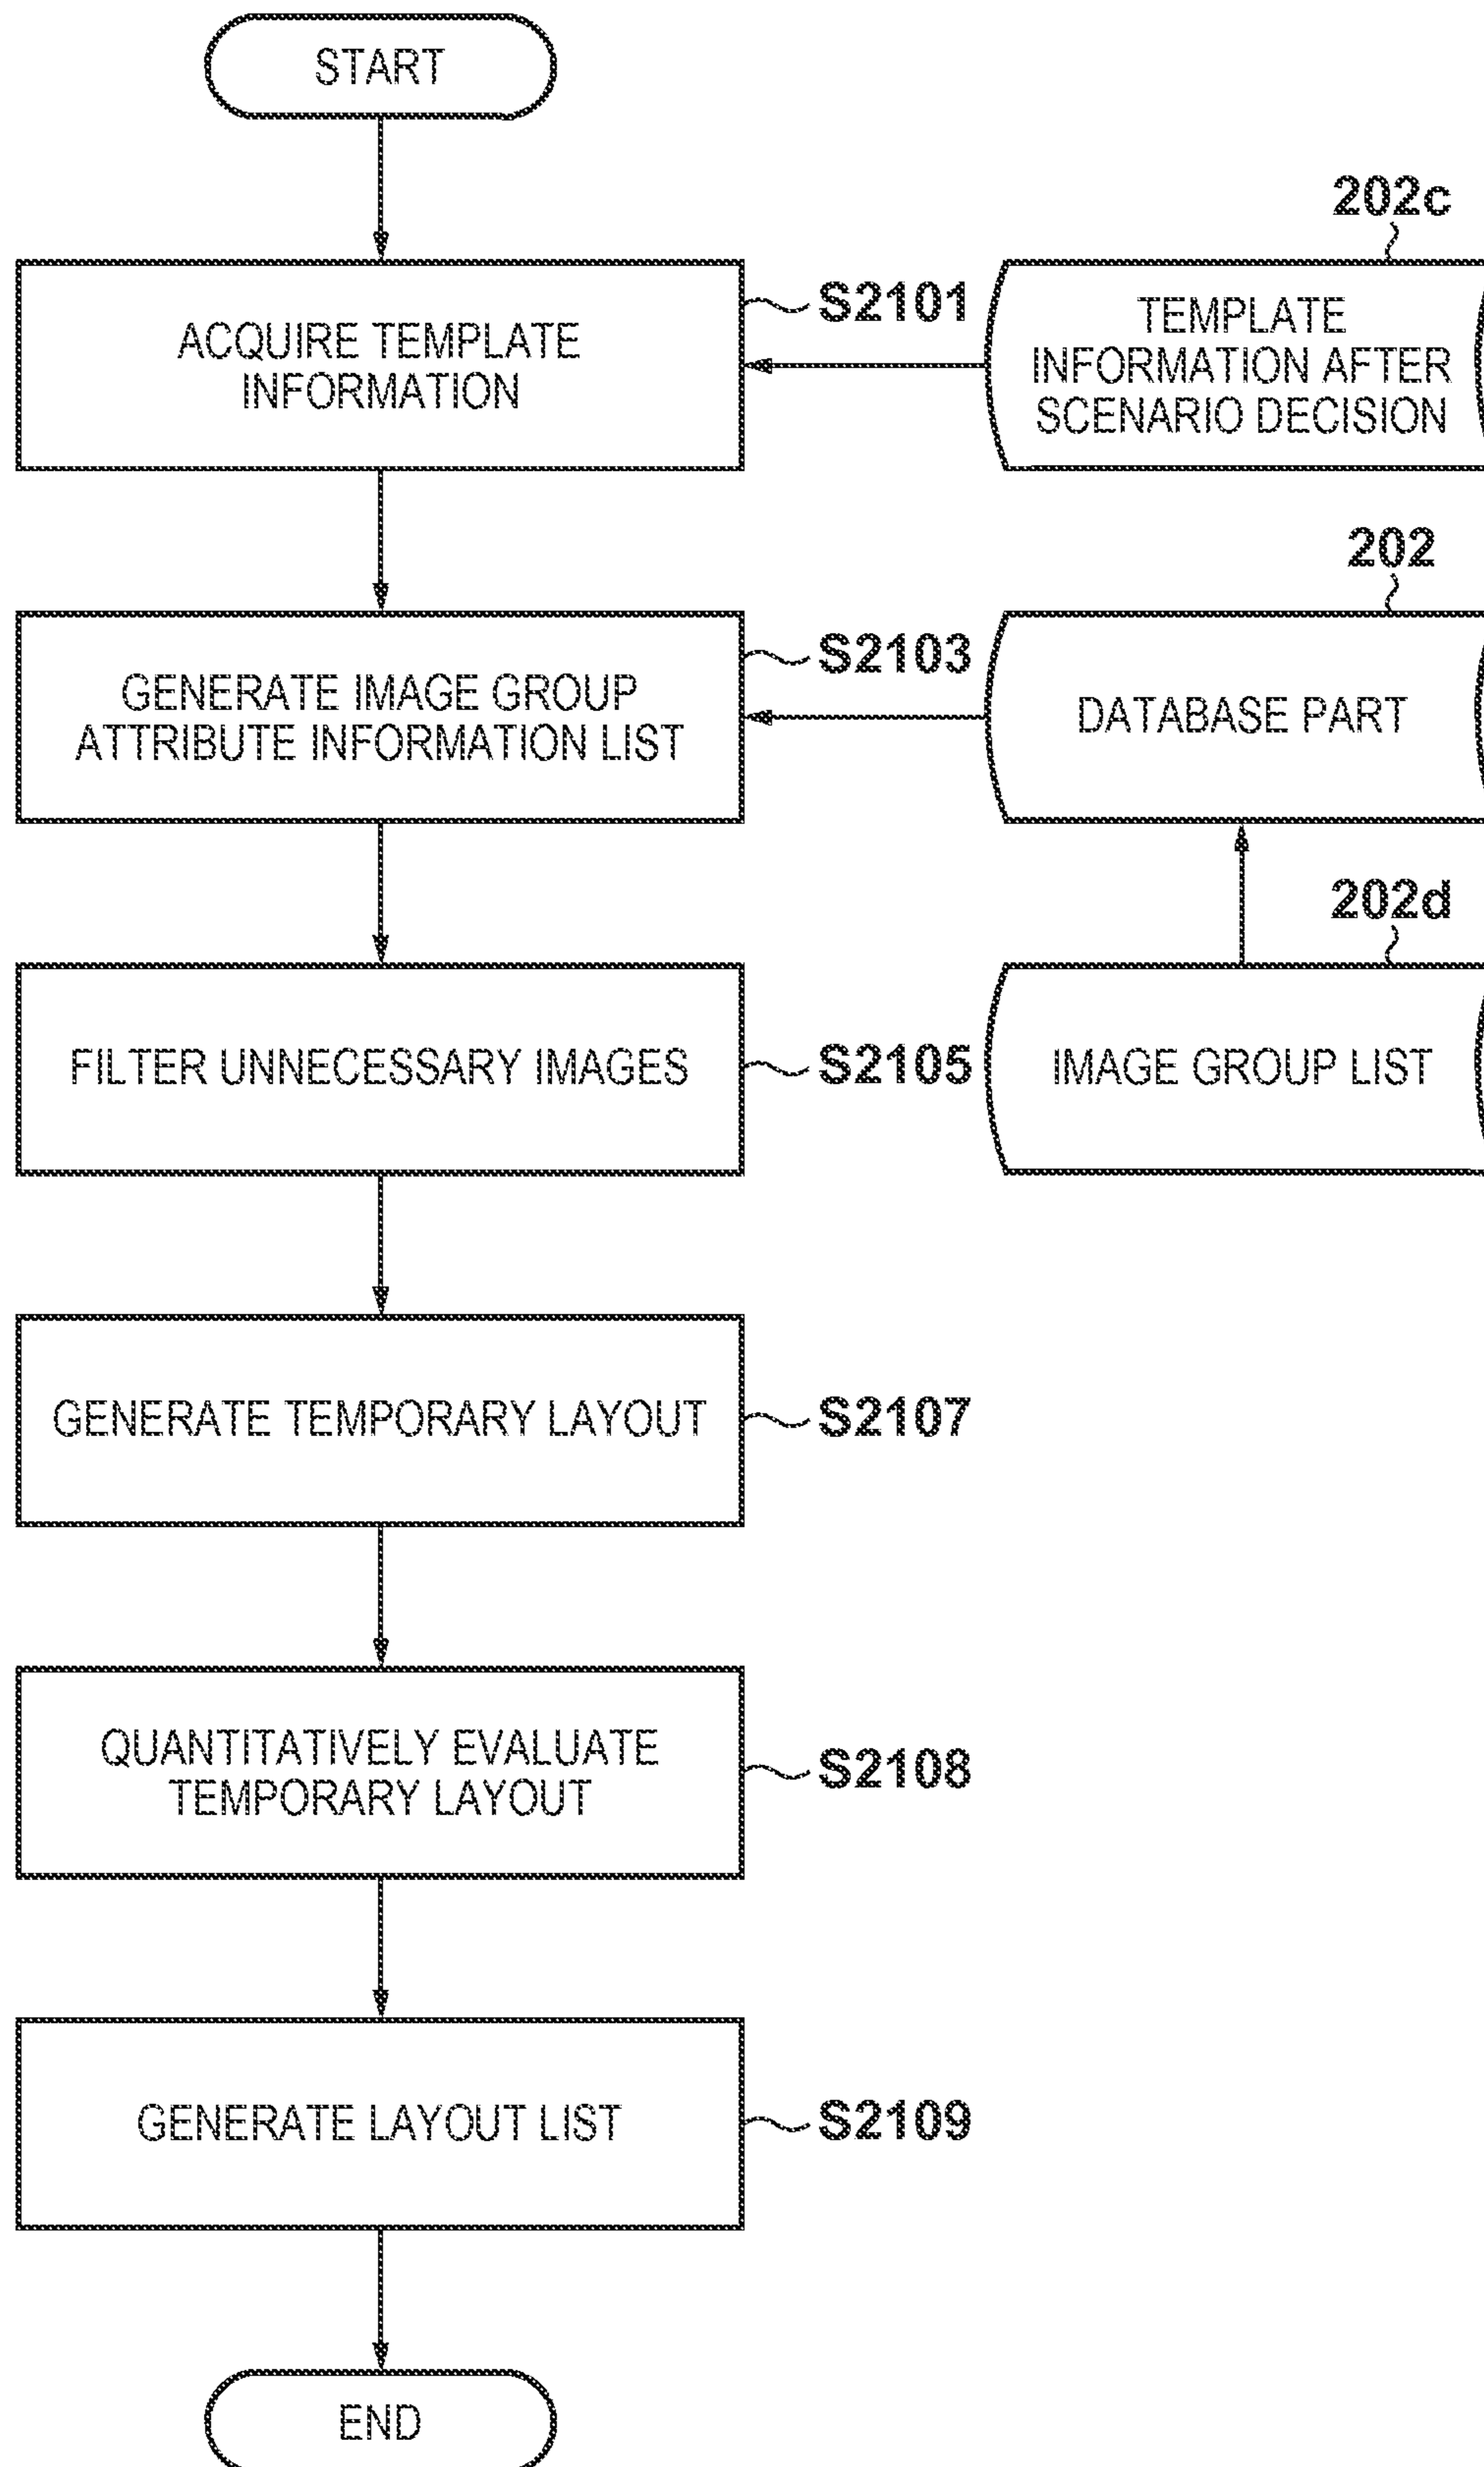 START
202c
ACQUIRE TEMPLATE
INFORMATION
S2101
TEMPLATE
INFORMATION AFTER
SCENARIO DECISION
202
GENERATE IMAGE GROUP
ATTRIBUTE INFORMATION LIST
S2103
DATABASE PART
202d
FILTER UNNECESSARY IMAGES
S2105
IMAGE GROUP LIST
GENERATE TEMPORARY LAYOUT
S2107
QUANTITATIVELY EVALUATE
TEMPORARY LAYOUT
S2108
GENERATE LAYOUT LIST
S2109
END